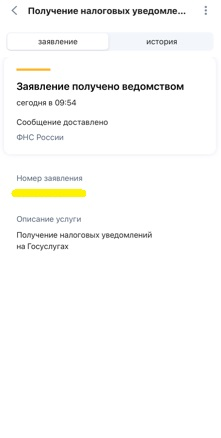 Получение налоговых уведомле...
заявление
история
Заявление получено ведомством
сегодня в 09:54
Сообщение доставлено
ФНС России
Номер заявления
Описание услуги
Получение налоговых уведомлений
на Госуслугах